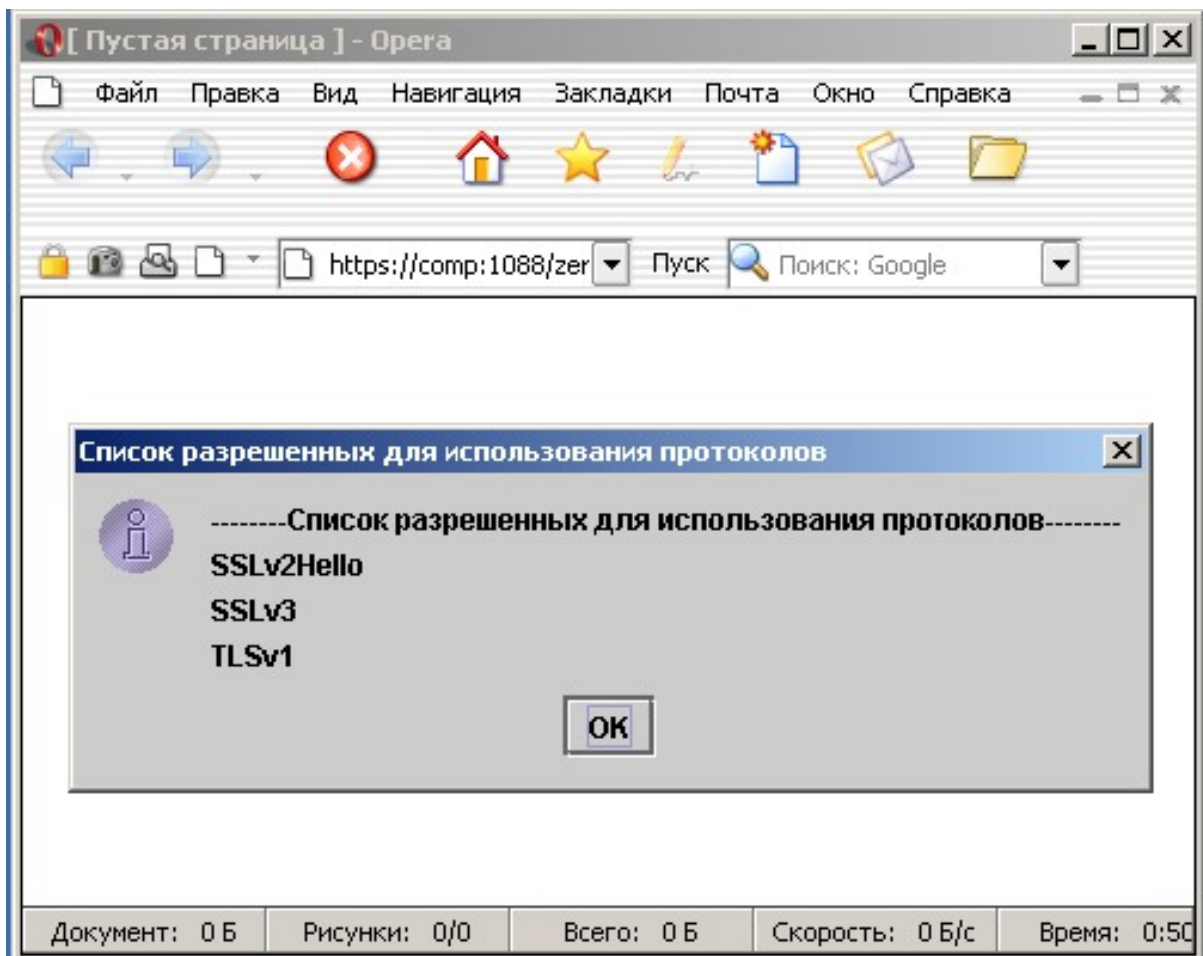 [ Пустая страница ] - Opera
Файл Правка Вид Навигация Закладки Почта Окно Справка
https://comp:1088/zer Пуск Поиск: Google
Список разрешенных для использования протоколов
--------Список разрешенных для использования протоколов--------
SSLv2Hello
SSLv3
TLSv1
OK
Документ: 0 Б Рисунки: 0/0 Всего: 0 Б Скорость: 0 Б/с Время: 0:50